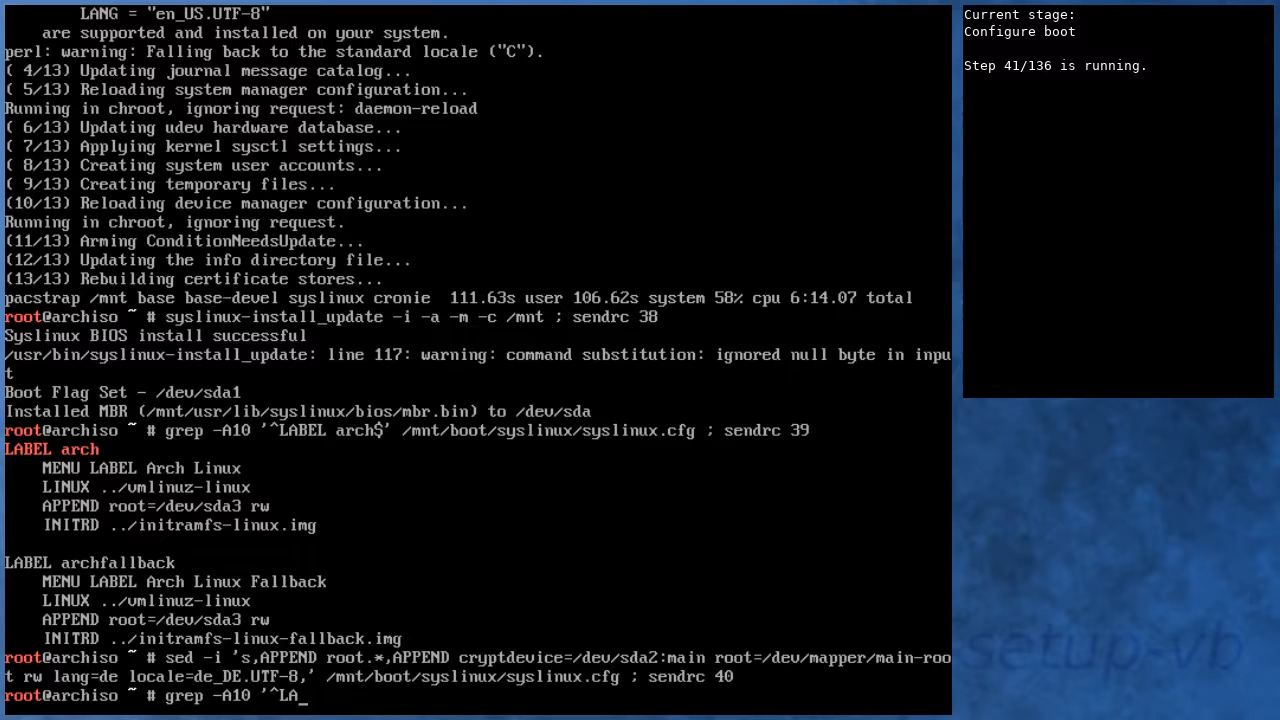 LANG = "en_US.UTF-8"
are supported and installed on your system.
perl: warning: Falling back to the standard locale ("C").
( 4/13) Updating journal message catalog...
( 5/13) Reloading system manager configuration...
Running in chroot, ignoring request: daemon-reload
( 6/13) Updating udev hardware database...
( 7/13) Applying kernel sysctl settings...
( 8/13) Creating system user accounts...
( 9/13) Creating temporary files...
(10/13) Reloading device manager configuration...
Running in chroot, ignoring request.
(11/13) Arming ConditionNeedsUpdate...
(12/13) Updating the info directory file...
(13/13) Rebuilding certificate stores...
pacstrap /mnt base base-devel syslinux cronie  111.63s user 106.62s system 58% cpu 6:14.07 total
root@archiso ~ # syslinux-install_update -i -a -m -c /mnt ; sendrc 38
Syslinux BIOS install successful
/usr/bin/syslinux-install_update: line 117: warning: command substitution: ignored null byte in inpu
t
Boot Flag Set - /dev/sda1
Installed MBR (/mnt/usr/lib/syslinux/bios/mbr.bin) to /dev/sda
root@archiso ~ # grep -A10 '^LABEL arch$' /mnt/boot/syslinux/syslinux.cfg ; sendrc 39
LABEL arch
MENU LABEL Arch Linux
LINUX ../vmlinuz-linux
APPEND root=/dev/sda3 rw
INITRD ../initramfs-linux.img
LABEL archfallback
MENU LABEL Arch Linux Fallback
LINUX ../vmlinuz-linux
APPEND root=/dev/sda3 rw
INITRD ../initramfs-linux-fallback.img
root@archiso ~ # sed -i 's,APPEND root.*,APPEND cryptdevice=/dev/sda2:main root=/dev/mapper/main-roo
t rw lang=de locale=de_DE.UTF-8,' /mnt/boot/syslinux/syslinux.cfg ; sendrc 40
root@archiso ~ # grep -A10 '^LA_
Current stage:
Configure boot
Step 41/136 is running.
setup-vb